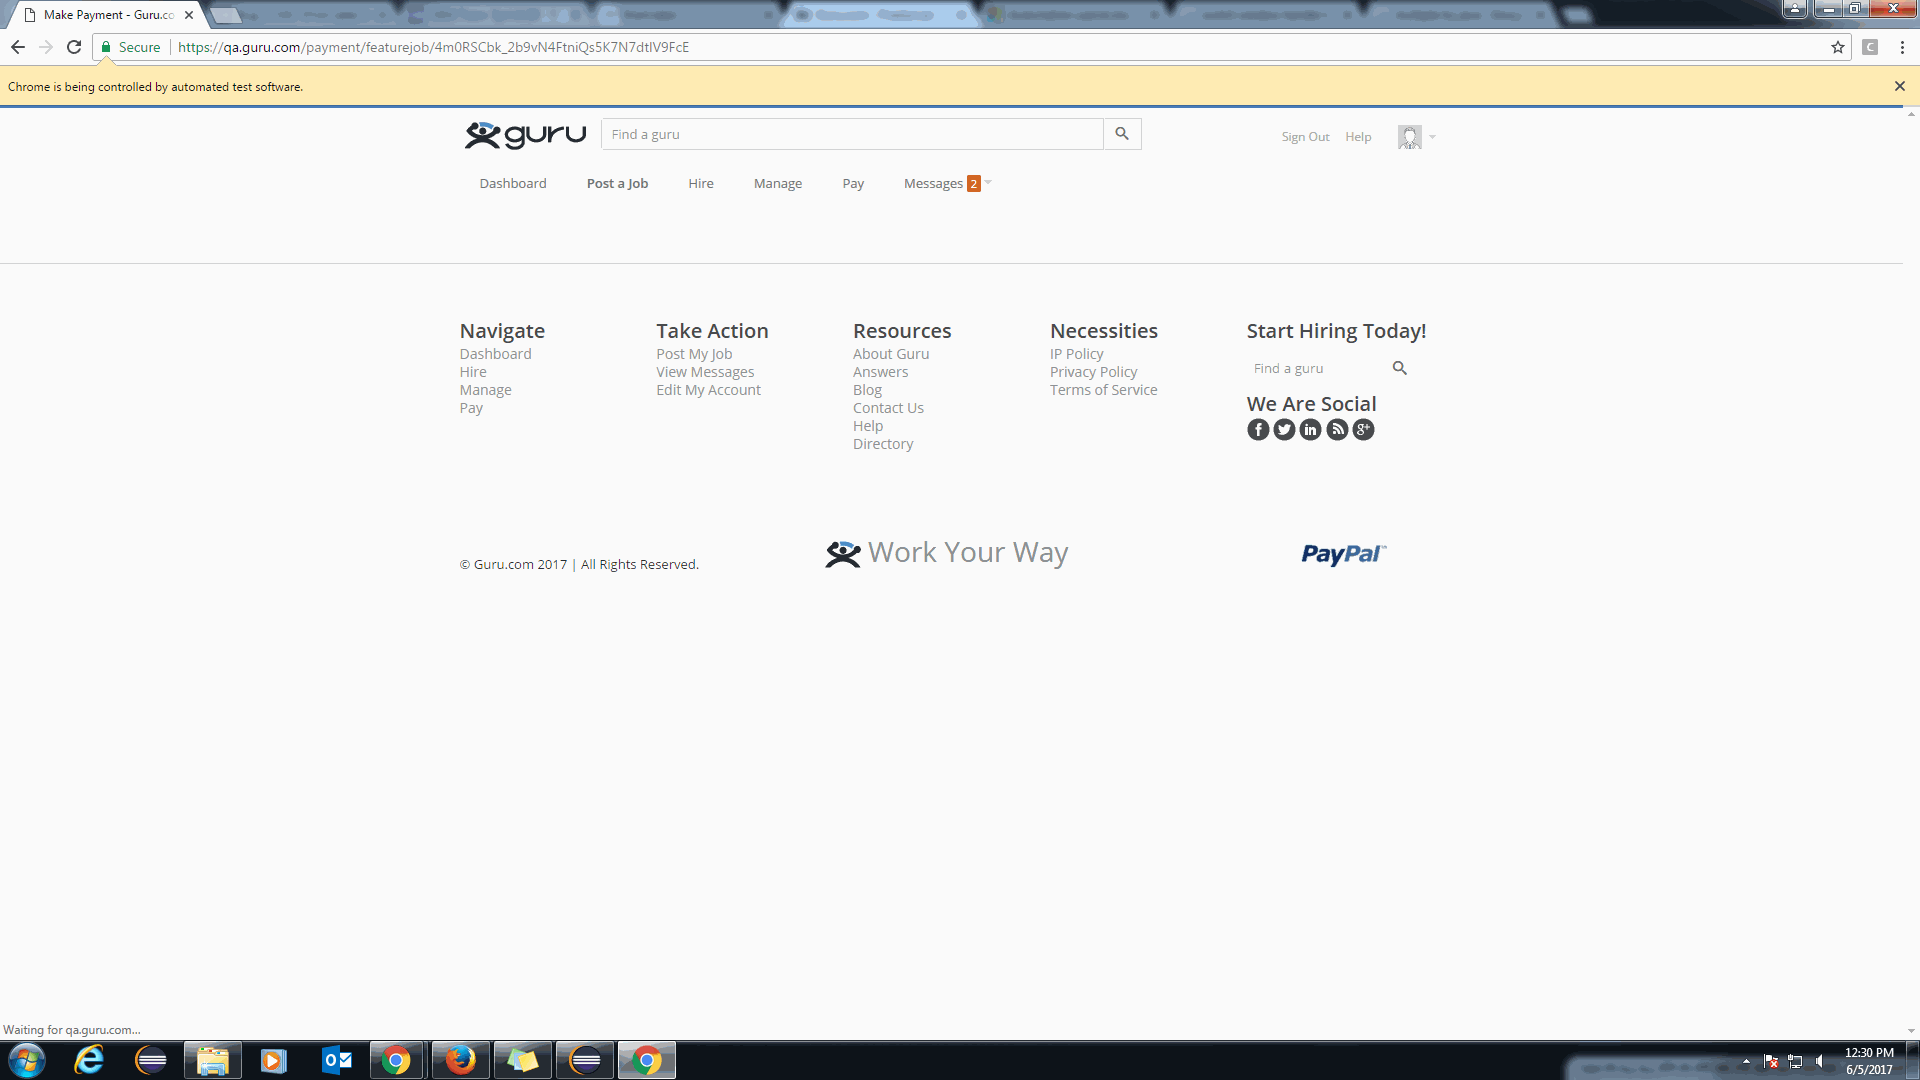 Make Payment - Guru.co
Secure
https://qa.guru.com/payment/featurejob/4m0RSCbk_2b9vN4FtniQs5K7N7dtIV9FcE
C
Chrome is being controlled by automated test software.
guru
Find a guru
Sign Out Help
Dashboard Post a Job Hire Manage Pay Messages 2
Navigate
Dashboard
Hire
Manage
Pay
Take Action
Post My Job
View Messages
Edit My Account
Resources
About Guru
Answers
Blog
Contact Us
Help
Directory
Necessities
IP Policy
Privacy Policy
Terms of Service
Start Hiring Today!
Find a guru
We Are Social
© Guru.com 2017 | All Rights Reserved.
Work Your Way
PayPal
Waiting for qa.guru.com...
12:30 PM
6/5/2017